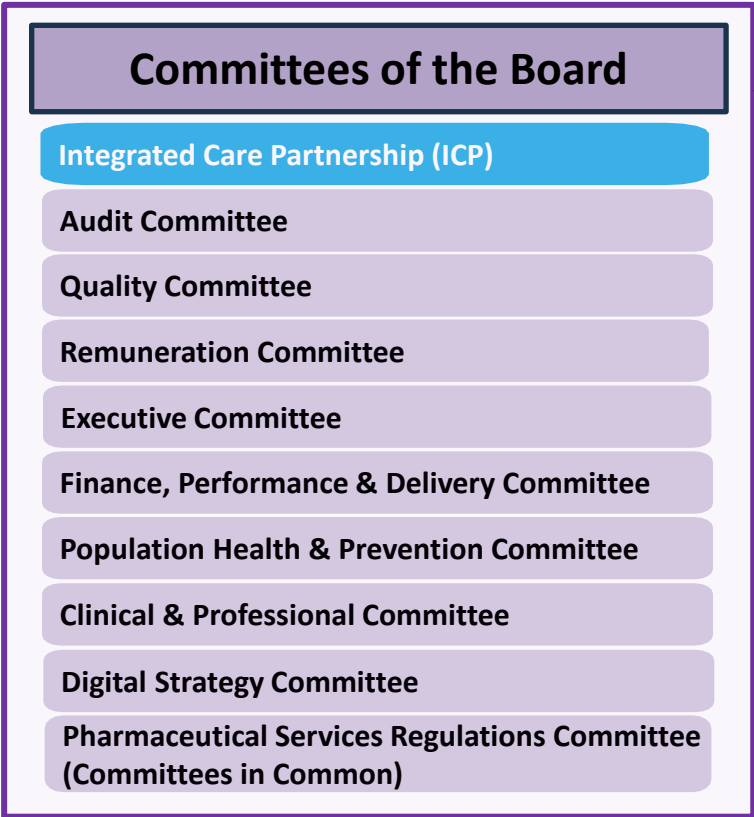 Committees of the Board
Integrated Care Partnership (ICP)
Audit Committee
Quality Committee
Remuneration Committee
Executive Committee
Finance, Performance & Delivery Committee
Population Health & Prevention Committee
Clinical & Professional Committee
Digital Strategy Committee
Pharmaceutical Services Regulations Committee
(Committees in Common)